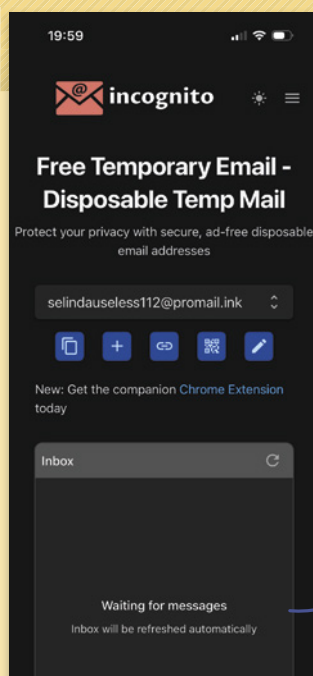 19:59
incognito
Free Temporary Email -
Disposable Temp Mail
Protect your privacy with secure, ad-free disposable
email addresses
selindauseless112@promail.ink
New: Get the companion Chrome Extension
today
Inbox
Waiting for messages
Inbox will be refreshed automatically